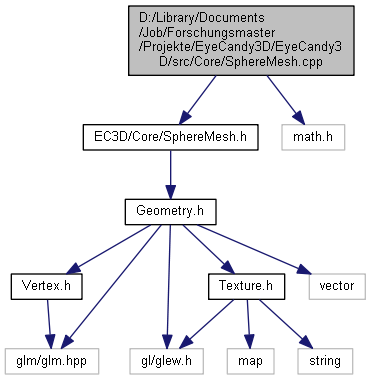 D:/Library/Documents
/Job/Forschungsmaster
/Projekte/EyeCandy3D/EyeCandy3
D/src/Core/SphereMesh.cpp
EC3D/Core/SphereMesh.h
math.h
Geometry.h
Vertex.h
Texture.h
vector
glm/glm.hpp
gl/glew.h
map
string